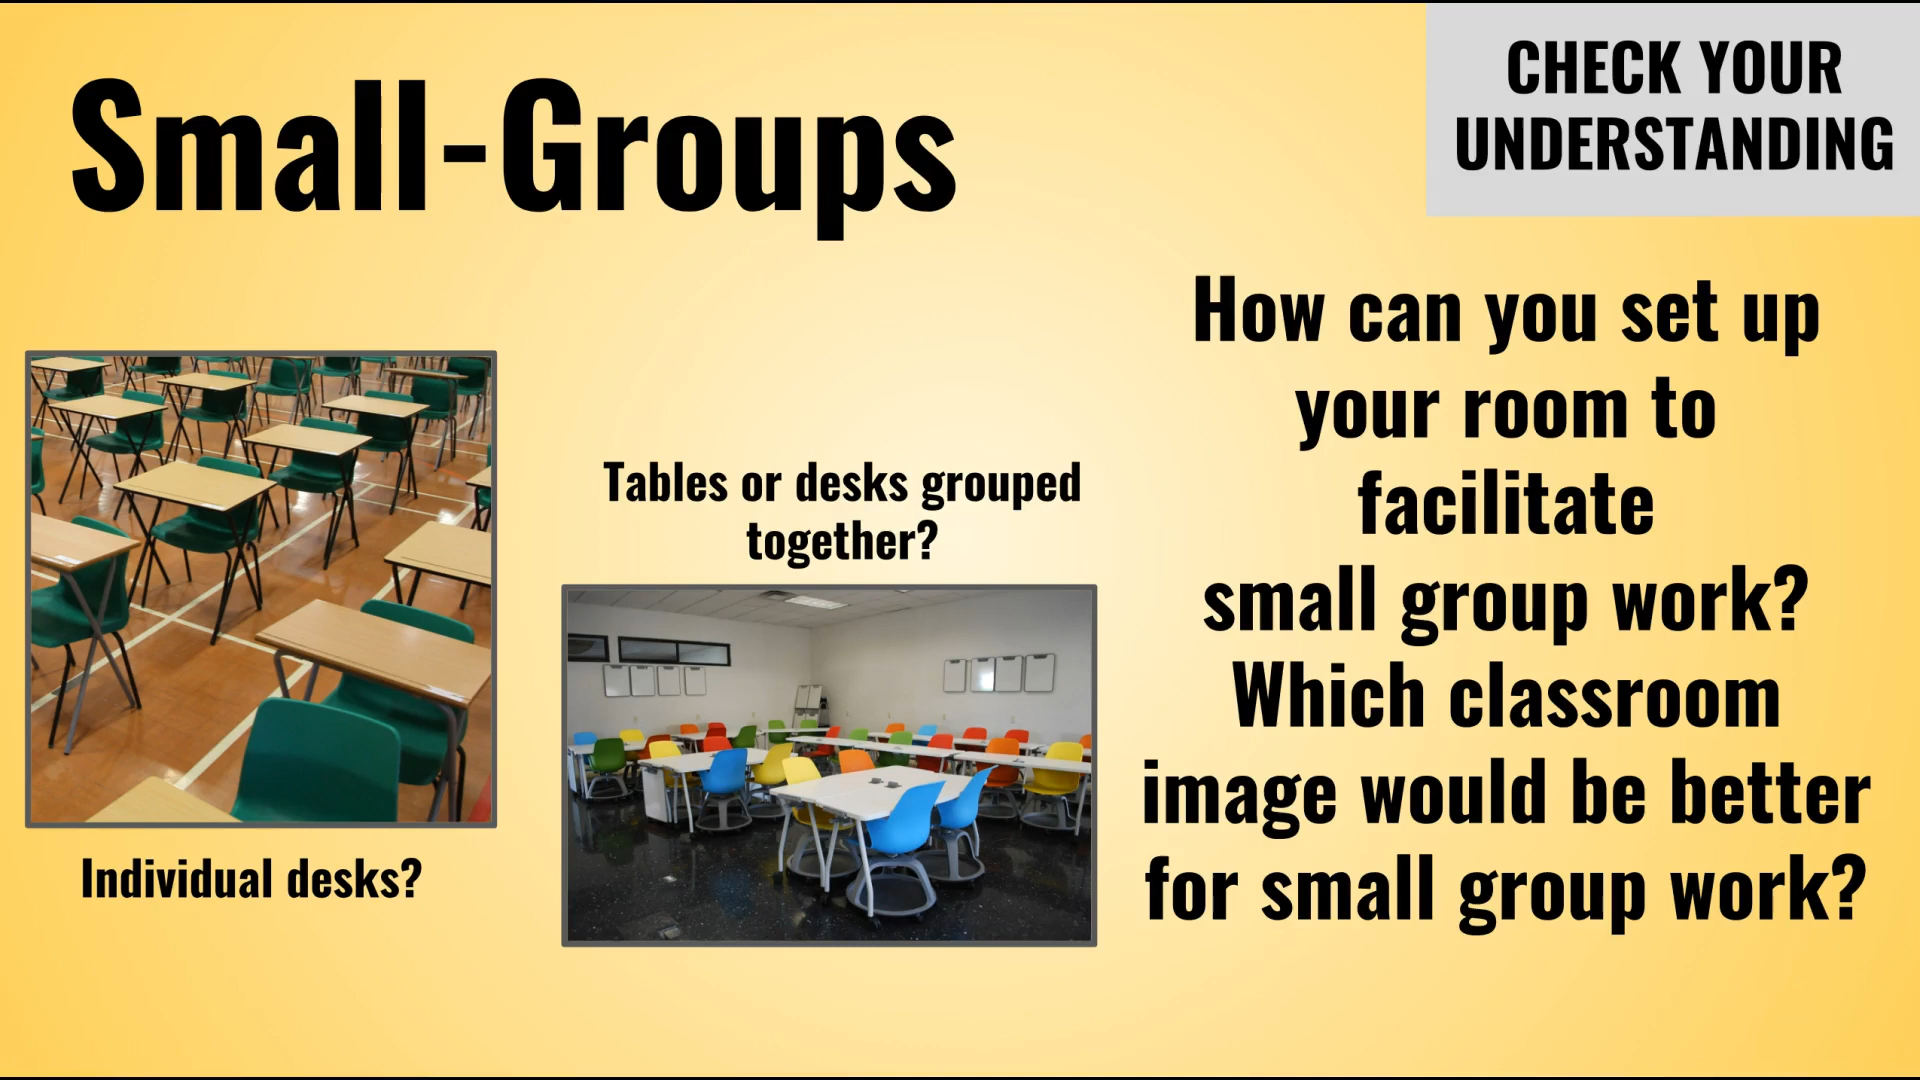 Small-Groups
CHECK YOUR
UNDERSTANDING
Individual desks?
Tables or desks grouped
together?
How can you set up
your room to
facilitate
small group work?
Which classroom
image would be better
for small group work?